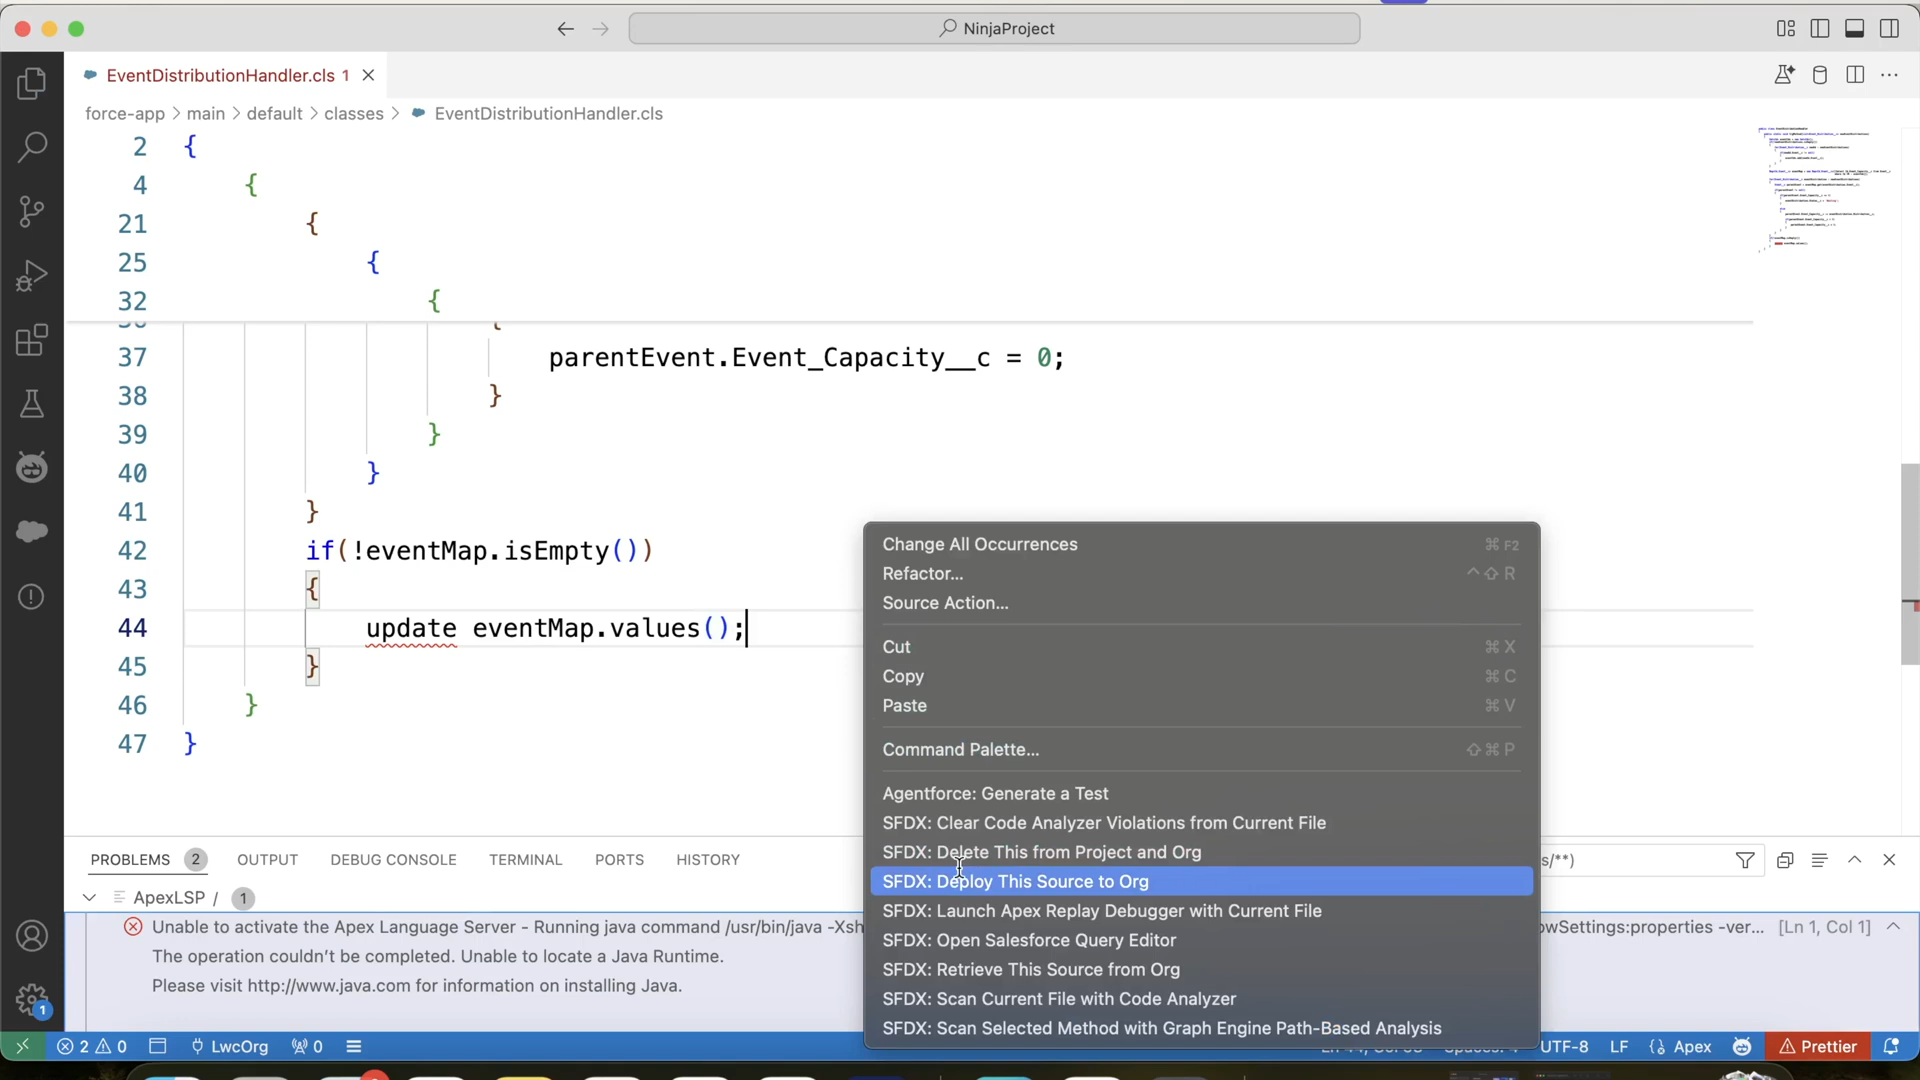 NinjaProject
EventDistributionHandler.cls 1
force-app > main > default > classes > EventDistributionHandler.cls
2 {
4 {
21 {
25 {
32 {
37 parentEvent.Event_Capacity__c = 0;
38 }
39 }
40 }
41 }
42 if(!eventMap.isEmpty())
43 {
44 update eventMap.values();
45 }
46 }
47 }
Change All Occurrences ⌘ F2
Refactor... ^ ⇧ R
Source Action...
Cut ⌘ X
Copy ⌘ C
Paste ⌘ V
Command Palette... ⇧ ⌘ P
Agentforce: Generate a Test
SFDX: Clear Code Analyzer Violations from Current File
SFDX: Delete This from Project and Org
SFDX: Deploy This Source to Org
SFDX: Launch Apex Replay Debugger with Current File
SFDX: Open Salesforce Query Editor
SFDX: Retrieve This Source from Org
SFDX: Scan Current File with Code Analyzer
SFDX: Scan Selected Method with Graph Engine Path-Based Analysis
PROBLEMS 2 OUTPUT DEBUG CONSOLE TERMINAL PORTS HISTORY s/**)
ApexLSP / 1
Unable to activate the Apex Language Server - Running java command /usr/bin/java -Xsh owSettings:properties -ver... [Ln 1, Col 1]
The operation couldn't be completed. Unable to locate a Java Runtime.
Please visit http://www.java.com for information on installing Java.
1
2 0 LwcOrg 0 UTF-8 LF Apex Prettier